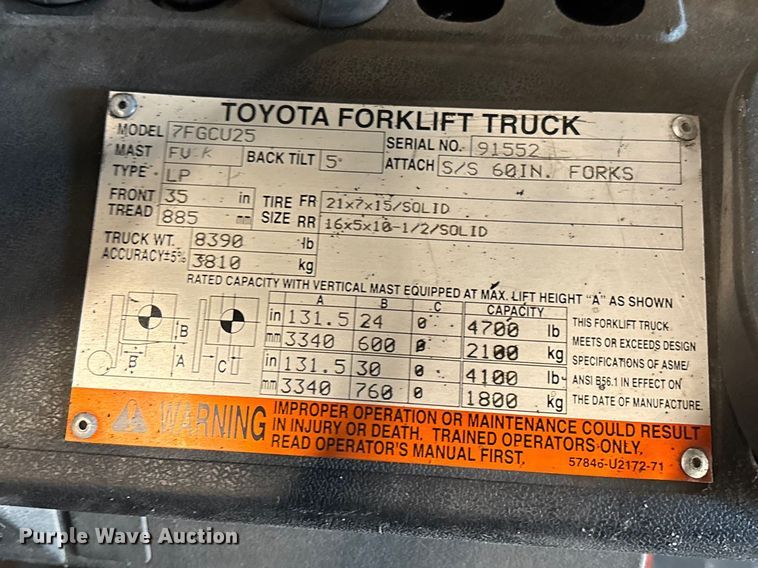 TOYOTA FORKLIFT TRUCK
MODEL 7FGCU25 SERIAL NO. 91552
MAST BACK TILT 5° ATTACH S/S 60IN. FORKS
TYPE LP
FRONT TREAD 35 in 885 mm
TIRE SIZE FR 21x7x15/SOLID
RR 16x5x10-1/2/SOLID
TRUCK WT. 8390 lb
ACCURACY±5% 3810 kg
RATED CAPACITY WITH VERTICAL MAST EQUIPPED AT MAX. LIFT HEIGHT "A" AS SHOWN
A B C CAPACITY
in 131.5 24 0 4700 lb
mm 3340 600 0 2100 kg
in 131.5 30 0 4100 lb
mm 3340 760 0 1800 kg
B
A C
B
THIS FORKLIFT TRUCK
MEETS OR EXCEEDS DESIGN
SPECIFICATIONS OF ASME/
ANSI B56.1 IN EFFECT ON
THE DATE OF MANUFACTURE.
WARNING
IMPROPER OPERATION OR MAINTENANCE COULD RESULT
IN INJURY OR DEATH. TRAINED OPERATORS ONLY.
READ OPERATOR'S MANUAL FIRST.
57846-U2172-71
Purple Wave Auction